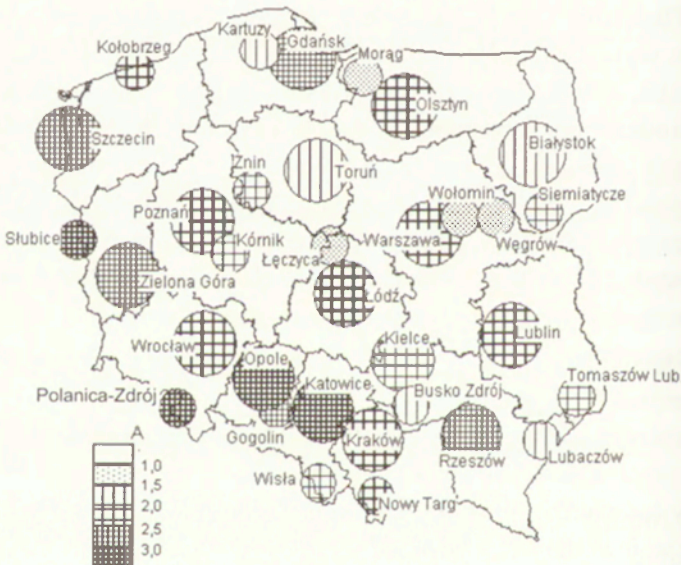 Kartuzy
Gdańsk
Kołobrzeg
Morąg
Olsztyn
Szczecin
Białystok
Znin
Toruń
Wołomin
Siemiatycze
Poznań
Słubice
Kórnik
Warszawa
Węgrów
Łęczyca
Zielona Góra
Łódź
Wrocław
Kielce
Lublin
Opole
Tomaszów Lub
Katowice
Busko Zdrój
Polanica-Zdrój
Gogolin
Kraków
Rzeszów
Lubaczów
Wisła
Nowy Targ
A
1,0
1,5
2,0
2,5
3,0